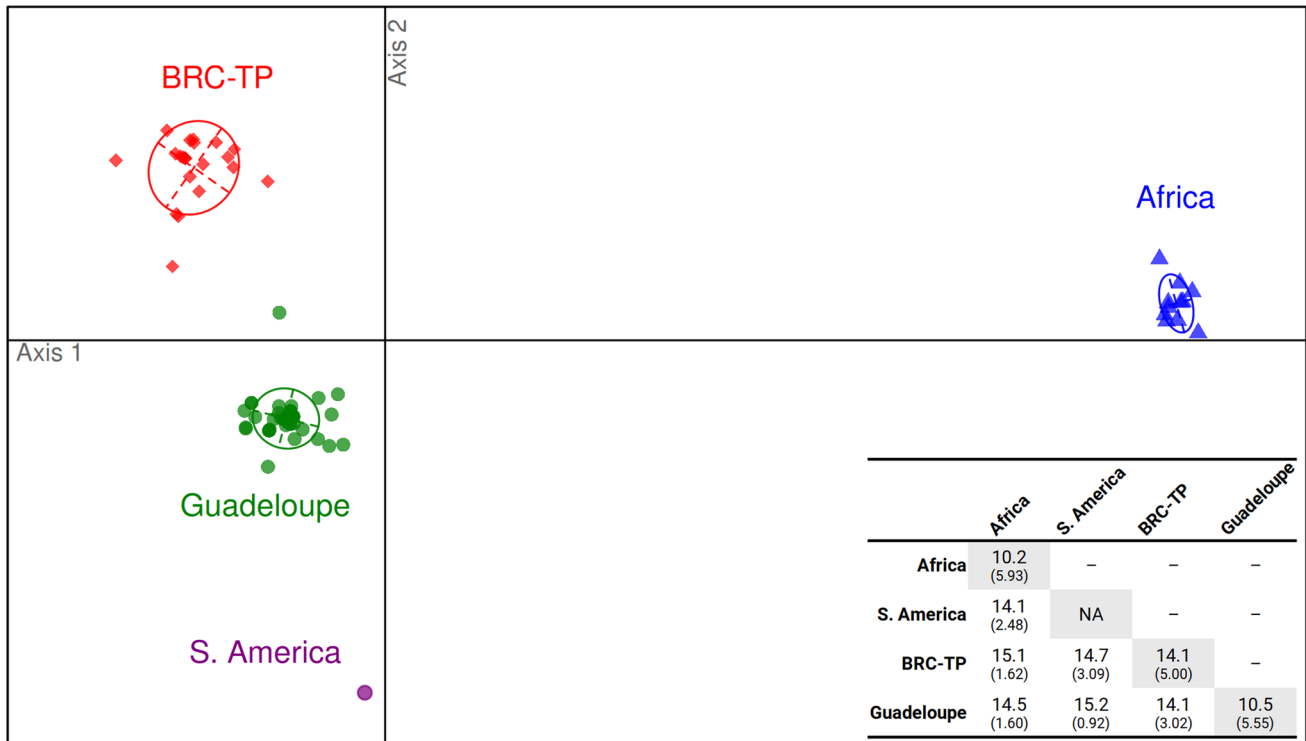 Axis 2
BRC-TP
Africa
Axis 1
Guadeloupe
S. America
Africa S. America BRC-TP Guadeloupe
Africa 10.2 – – –
(5.93)
S. America 14.1 NA – –
(2.48)
BRC-TP 15.1 14.7 14.1 –
(1.62) (3.09) (5.00)
Guadeloupe 14.5 15.2 14.1 10.5
(1.60) (0.92) (3.02) (5.55)